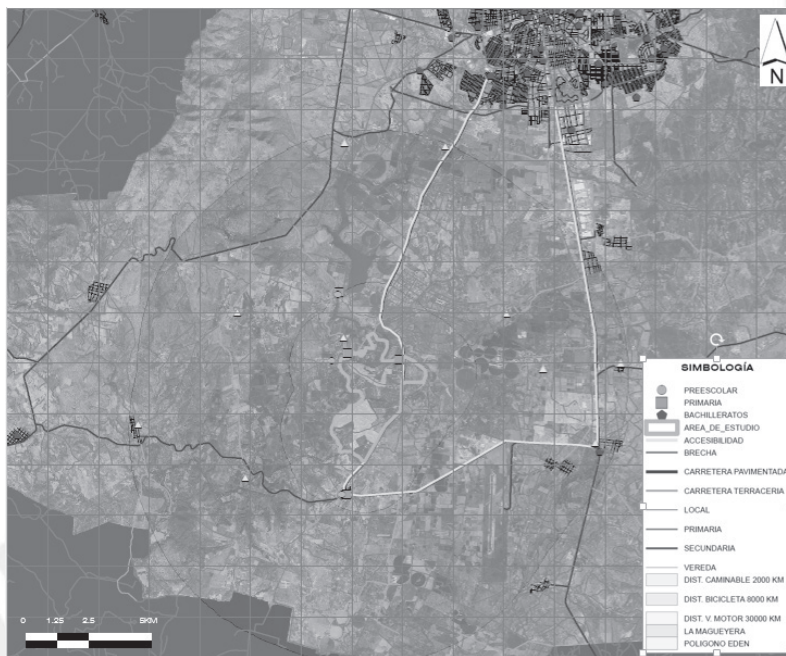 N
SIMBOLOGÍA
PREESCOLAR
PRIMARIA
BACHILLERATOS
AREA_DE_ESTUDIO
ACCESIBILIDAD
BRECHA
CARRETERA PAVIMENTADA
CARRETERA TERRACERIA
LOCAL
PRIMARIA
SECUNDARIA
VEREDA
DIST. CAMINABLE 2000 KM
DIST. BICICLETA 8000 KM
DIST. V. MOTOR 30000 KM
LA MAGUEYERA
POLIGONO EDEN
0 1.25 2.5 5KM